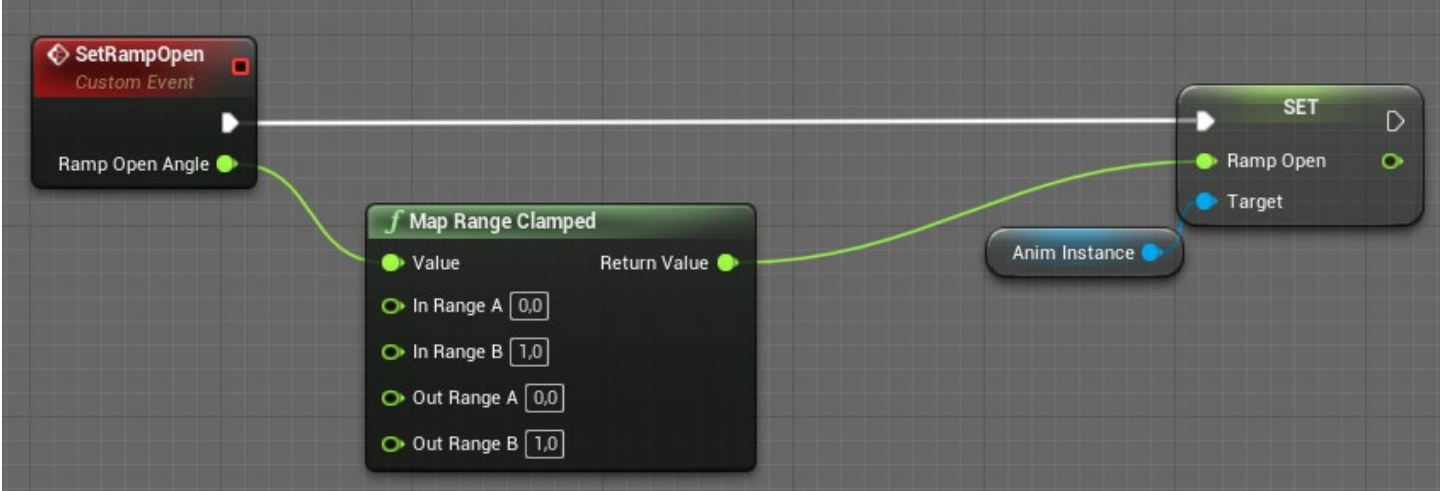 SetRampOpen
Custom Event
Ramp Open Angle
Map Range Clamped
Value Return Value
In Range A 0,0
In Range B 1,0
Out Range A 0,0
Out Range B 1,0
Anim Instance
SET
Ramp Open
Target